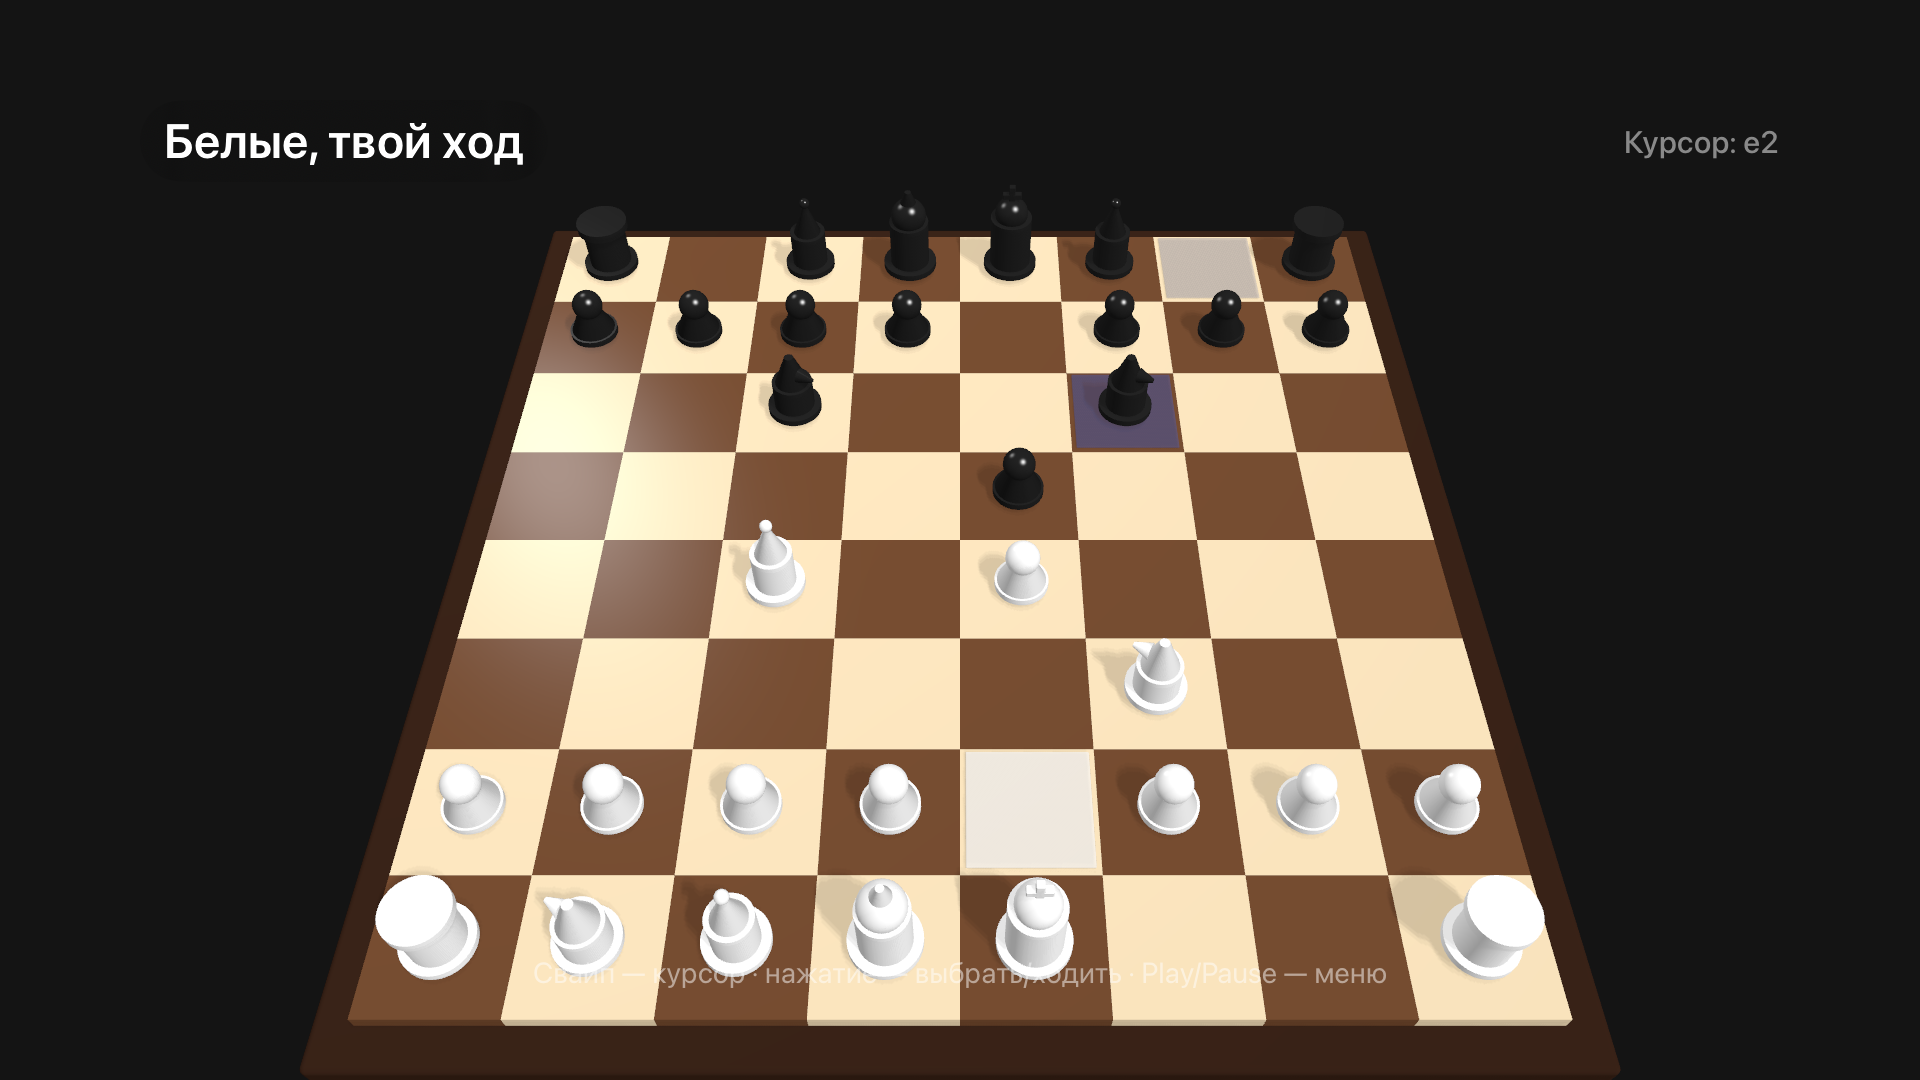 Белые, твой ход
Курсор: e2
Свайп — курсор · нажатие — выбрать/ходить · Play/Pause — меню